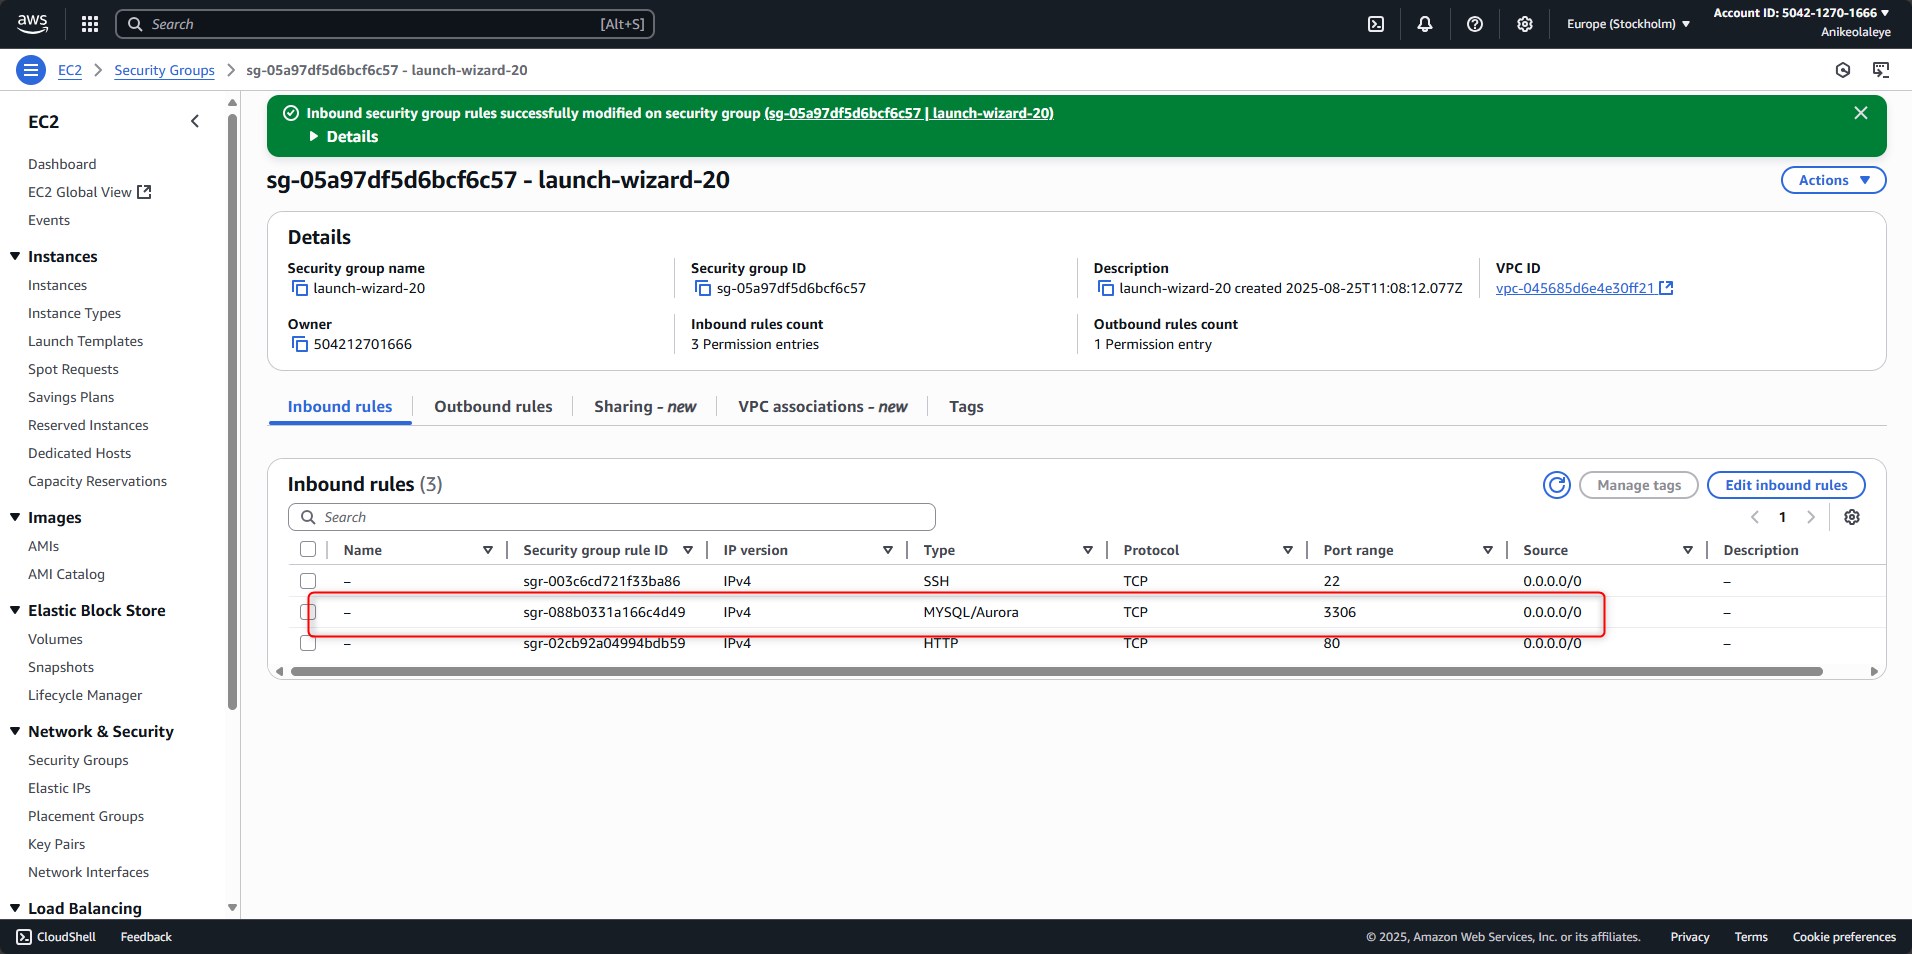 aws
Search [Alt+S]
Europe (Stockholm)
Account ID: 5042-1270-1666
Anikeolaleye
EC2 > Security Groups > sg-05a97df5d6bcf6c57 - launch-wizard-20
EC2
Dashboard
EC2 Global View
Events
Instances
Instances
Instance Types
Launch Templates
Spot Requests
Savings Plans
Reserved Instances
Dedicated Hosts
Capacity Reservations
Images
AMIs
AMI Catalog
Elastic Block Store
Volumes
Snapshots
Lifecycle Manager
Network & Security
Security Groups
Elastic IPs
Placement Groups
Key Pairs
Network Interfaces
Load Balancing
Inbound security group rules successfully modified on security group (sg-05a97df5d6bcf6c57 | launch-wizard-20)
Details
sg-05a97df5d6bcf6c57 - launch-wizard-20
Actions
Details
Security group name
launch-wizard-20
Security group ID
sg-05a97df5d6bcf6c57
Description
launch-wizard-20 created 2025-08-25T11:08:12.077Z
VPC ID
vpc-045685d6e4e30ff21
Owner
504212701666
Inbound rules count
3 Permission entries
Outbound rules count
1 Permission entry
Inbound rules Outbound rules Sharing - new VPC associations - new Tags
Inbound rules (3)
Manage tags
Edit inbound rules
Search
1
Name Security group rule ID IP version Type Protocol Port range Source Description
– sgr-003c6cd721f33ba86 IPv4 SSH TCP 22 0.0.0.0/0 –
– sgr-088b0331a166c4d49 IPv4 MYSQL/Aurora TCP 3306 0.0.0.0/0 –
– sgr-02cb92a04994bdb59 IPv4 HTTP TCP 80 0.0.0.0/0 –
CloudShell Feedback
© 2025, Amazon Web Services, Inc. or its affiliates. Privacy Terms Cookie preferences